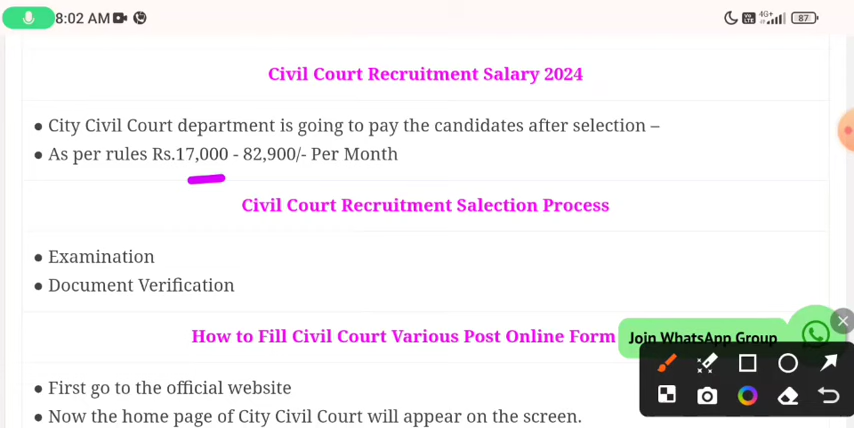 8:02 AM
4G+
87
Civil Court Recruitment Salary 2024
● City Civil Court department is going to pay the candidates after selection –
● As per rules Rs.17,000 - 82,900/- Per Month
Civil Court Recruitment Salection Process
● Examination
● Document Verification
How to Fill Civil Court Various Post Online Form
Join WhatsApp Group
● First go to the official website
● Now the home page of City Civil Court will appear on the screen.